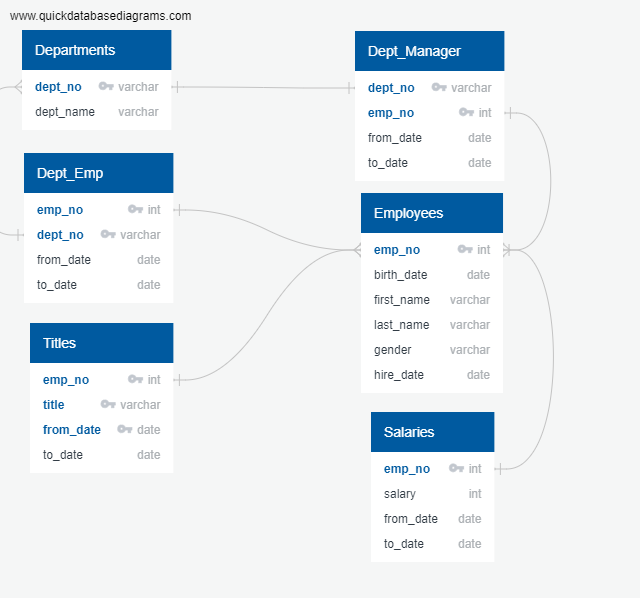 www.quickdatabasediagrams.com
Departments
dept_no varchar
dept_name varchar
Dept_Emp
emp_no int
dept_no varchar
from_date date
to_date date
Titles
emp_no int
title varchar
from_date date
to_date date
Dept_Manager
dept_no varchar
emp_no int
from_date date
to_date date
Employees
emp_no int
birth_date date
first_name varchar
last_name varchar
gender varchar
hire_date date
Salaries
emp_no int
salary int
from_date date
to_date date